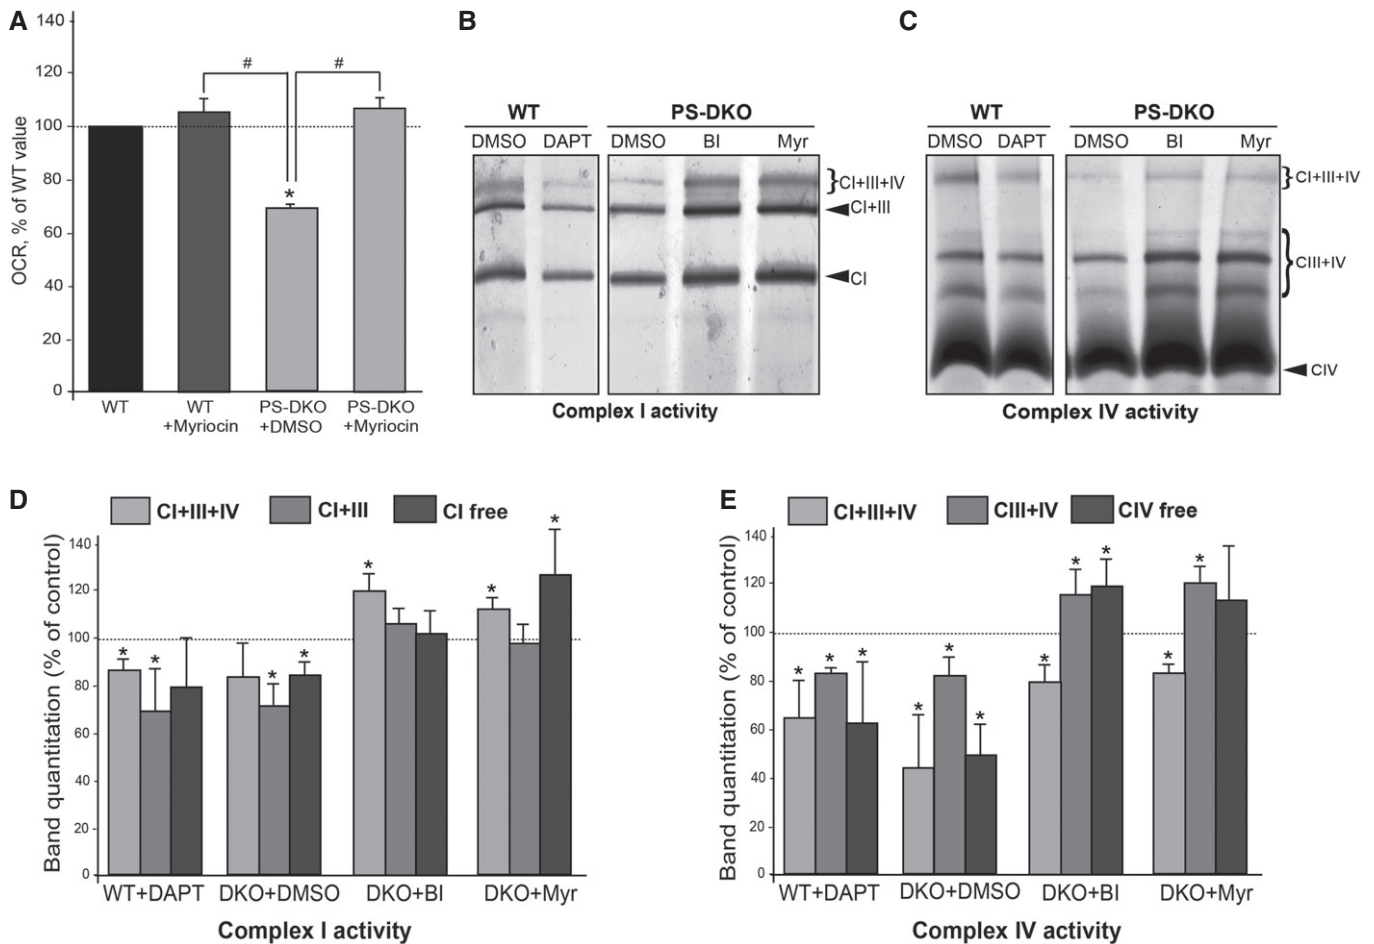 A
140
120
100
80
60
40
20
0
OCR, % of WT value
#
#
*
WT
WT
+Myriocin
PS-DKO
+DMSO
PS-DKO
+Myriocin
B
WT
PS-DKO
DMSO DAPT DMSO BI Myr
CI+III+IV
CI+III
CI
Complex I activity
C
WT
PS-DKO
DMSO DAPT DMSO BI Myr
CI+III+IV
CIII+IV
CIV
Complex IV activity
D
CI+III+IV CI+III CI free
Band quantitation (% of control)
140
120
100
80
60
40
20
0
* * * * * * *
WT+DAPT DKO+DMSO DKO+BI DKO+Myr
Complex I activity
E
CI+III+IV CIII+IV CIV free
Band quantitation (% of control)
140
120
100
80
60
40
20
0
* * * * * * * * * * *
WT+DAPT DKO+DMSO DKO+BI DKO+Myr
Complex IV activity